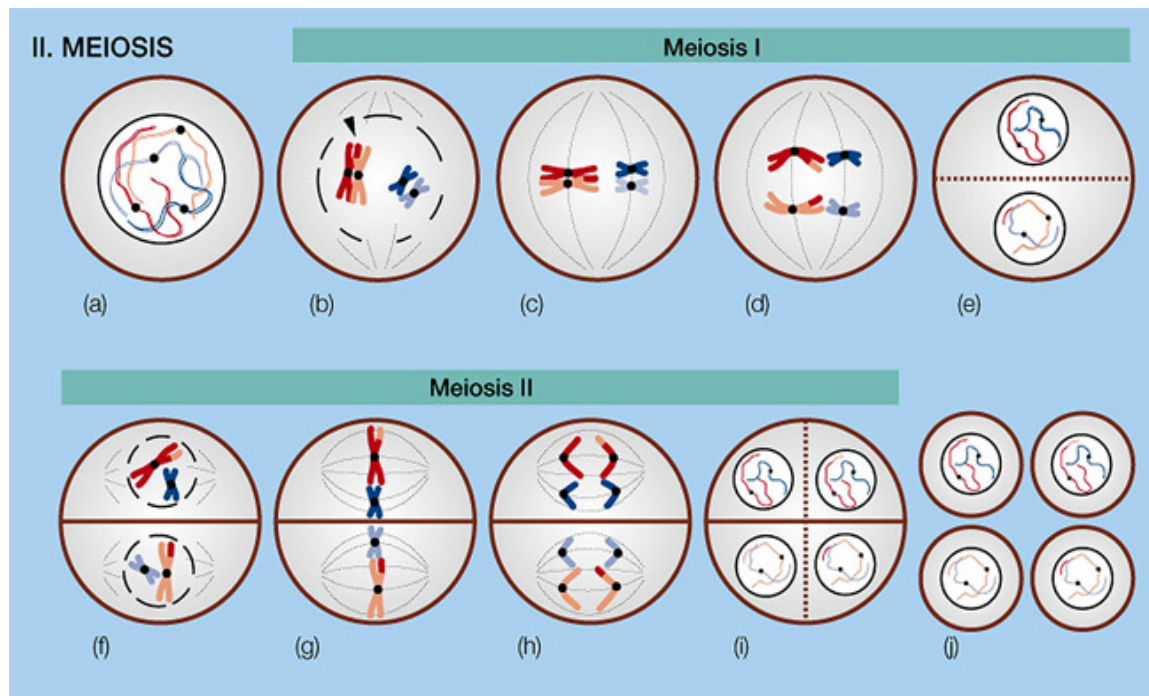 II. MEIOSIS
Meiosis I
(a)
(b)
(c)
(d)
(e)
Meiosis II
(f)
(g)
(h)
(i)
(j)